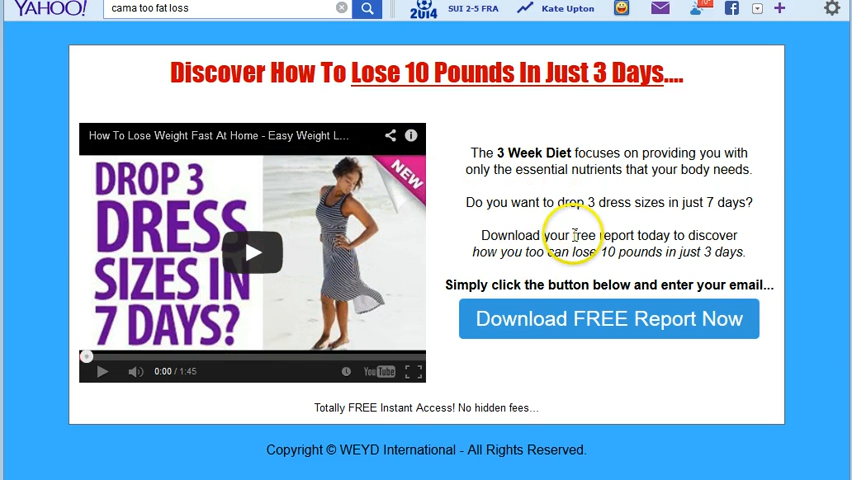 YAHOO!
cama too fat loss
2014
SUI 2-5 FRA
Kate Upton
Discover How To Lose 10 Pounds In Just 3 Days....
How To Lose Weight Fast At Home - Easy Weight L...
NEW
DROP 3
DRESS
SIZES IN
7 DAYS?
0:00 / 1:45
YouTube
The 3 Week Diet focuses on providing you with
only the essential nutrients that your body needs.
Do you want to drop 3 dress sizes in just 7 days?
Download your free report today to discover
how you too can lose 10 pounds in just 3 days.
Simply click the button below and enter your email...
Download FREE Report Now
Totally FREE Instant Access! No hidden fees...
Copyright © WEYD International - All Rights Reserved.